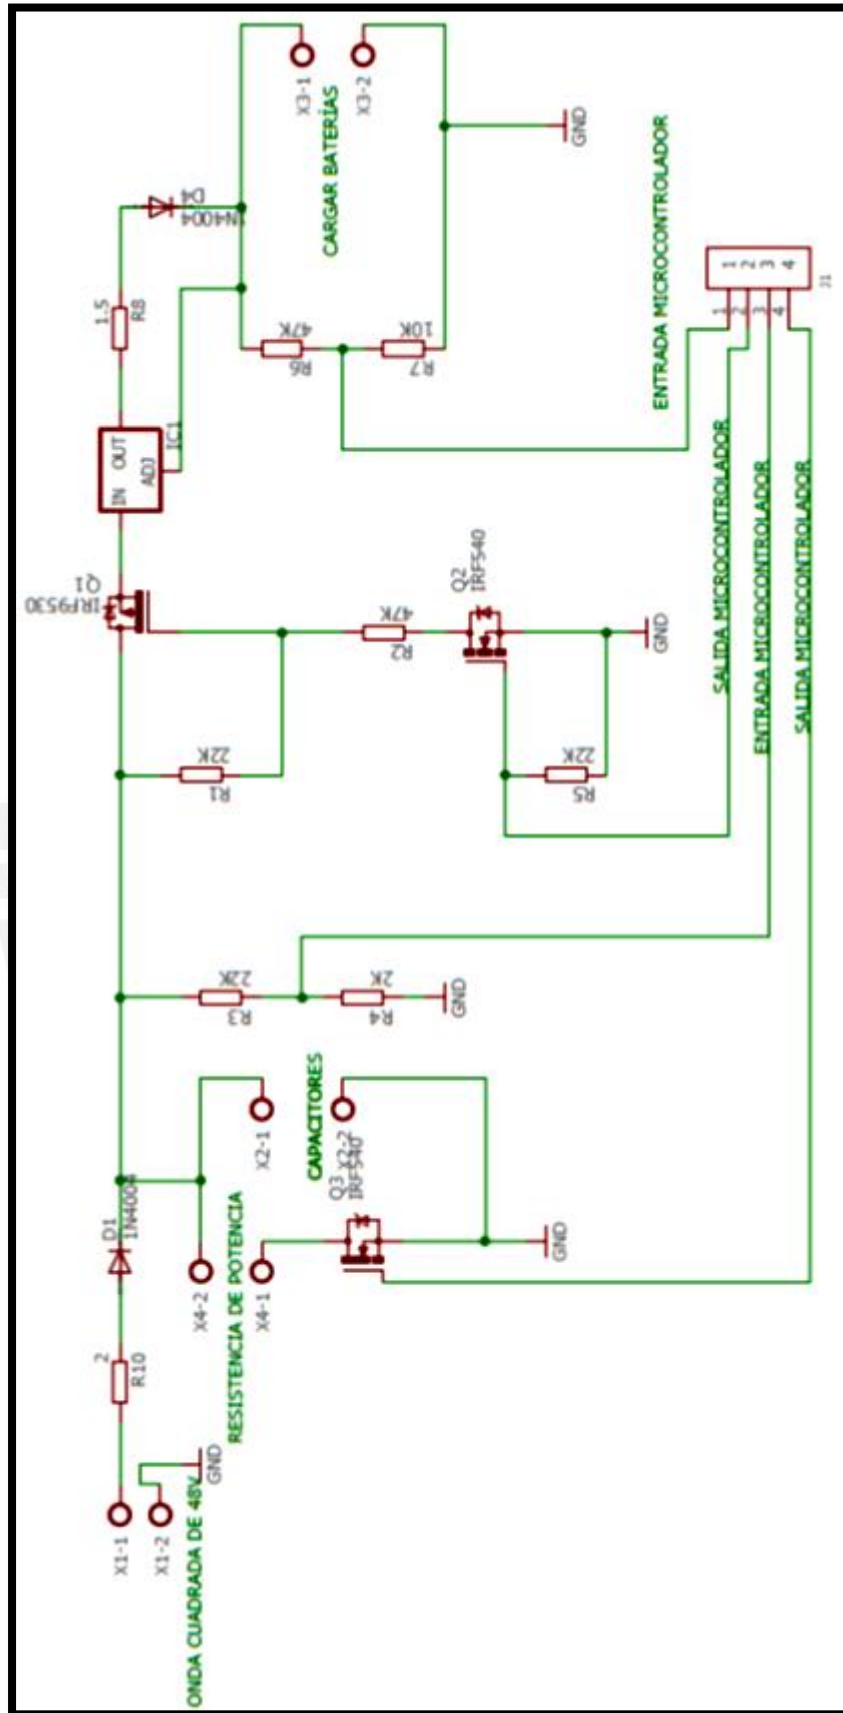 X3-1
X3-2
CARGAR BATERÍAS
GND
D4
1N4004
1.5
R8
47K
R6
10K
R7
ENTRADA MICROCONTROLADOR
1
2
3
4
1
2
3
4
J1
IC1
IN
OUT
ADJ
Q1
IRF9530
47K
R2
Q2
IRF540
GND
22K
R1
22K
R5
SALIDA MICROCONTROLADOR
ENTRADA MICROCONTROLADOR
SALIDA MICROCONTROLADOR
22K
R3
2K
R4
GND
X2-1
CAPACITORES
X2-2
Q3
IRF540
D1
1N4004
X4-2
RESISTENCIA DE POTENCIA
X4-1
GND
2
R10
GND
X1-1
X1-2
ONDA CUADRADA DE 48V